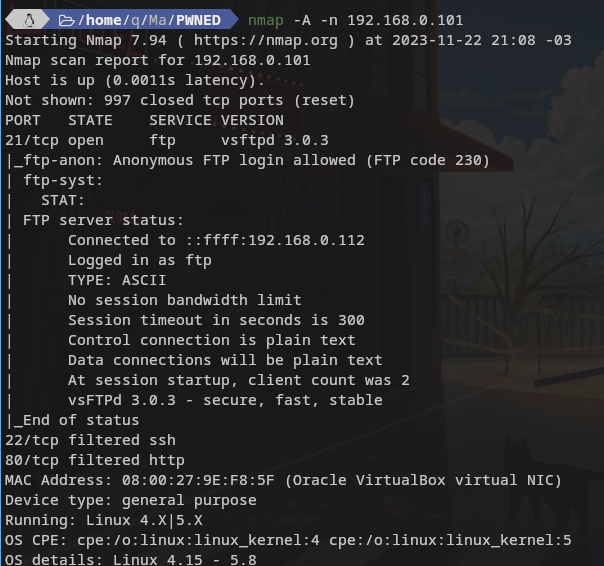 /home/q/Ma/PWNED nmap -A -n 192.168.0.101
Starting Nmap 7.94 ( https://nmap.org ) at 2023-11-22 21:08 -03
Nmap scan report for 192.168.0.101
Host is up (0.0011s latency).
Not shown: 997 closed tcp ports (reset)
PORT   STATE    SERVICE VERSION
21/tcp open     ftp     vsftpd 3.0.3
|_ftp-anon: Anonymous FTP login allowed (FTP code 230)
| ftp-syst:
|   STAT:
| FTP server status:
|      Connected to ::ffff:192.168.0.112
|      Logged in as ftp
|      TYPE: ASCII
|      No session bandwidth limit
|      Session timeout in seconds is 300
|      Control connection is plain text
|      Data connections will be plain text
|      At session startup, client count was 2
|      vsFTPd 3.0.3 - secure, fast, stable
|_End of status
22/tcp filtered ssh
80/tcp filtered http
MAC Address: 08:00:27:9E:F8:5F (Oracle VirtualBox virtual NIC)
Device type: general purpose
Running: Linux 4.X|5.X
OS CPE: cpe:/o:linux:linux_kernel:4 cpe:/o:linux:linux_kernel:5
OS details: Linux 4.15 - 5.8